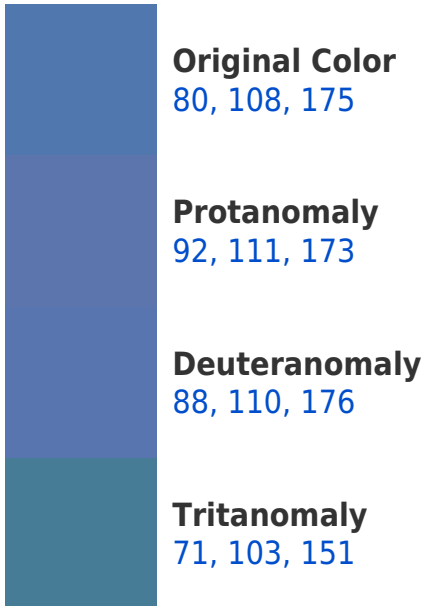 Original Color
80, 108, 175
Protanomaly
92, 111, 173
Deuteranomaly
88, 110, 176
Tritanomaly
71, 103, 151